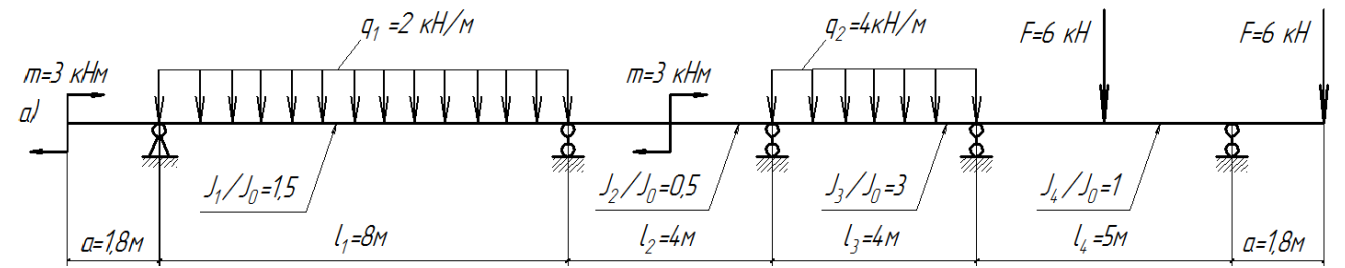 q₁=2 кН/м
q₂=4кН/м
F=6 кН
F=6 кН
m=3 кНм
m=3 кНм
а)
J₁/J₀=1,5
J₂/J₀=0,5
J₃/J₀=3
J₄/J₀=1
a=1,8м
l₁=8м
l₂=4м
l₃=4м
l₄=5м
a=1,8м